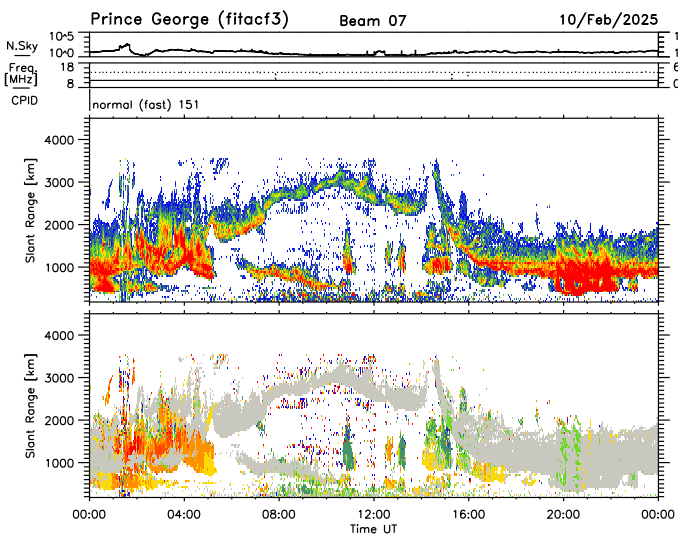 Prince George (fitacf3) Beam 07 10/Feb/2025
N.Sky 10^5 10^0 1 1
Freq. [MHz] 18 8 6 0
CPID normal (fast) 151
Slant Range [km] 4000 3000 2000 1000
Slant Range [km] 4000 3000 2000 1000
00:00 04:00 08:00 12:00 16:00 20:00 00:00
Time UT